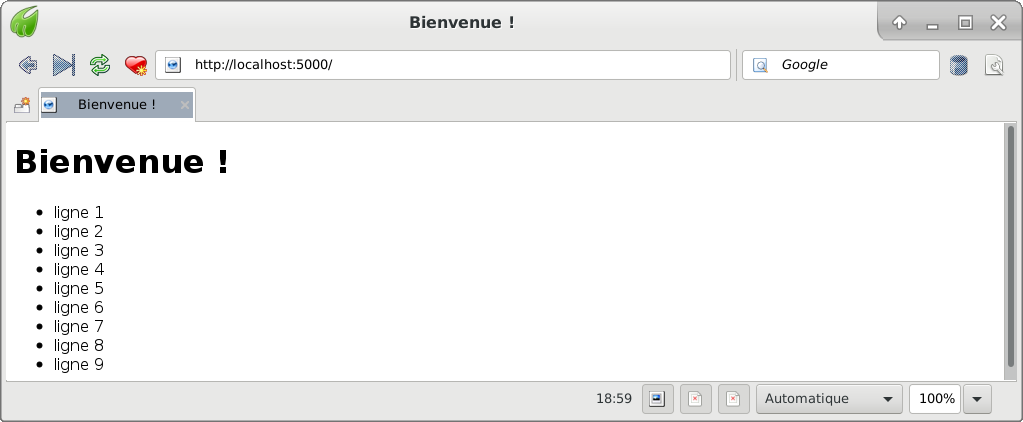 Bienvenue !
http://localhost:5000/
Google
Bienvenue !
Bienvenue !
ligne 1
ligne 2
ligne 3
ligne 4
ligne 5
ligne 6
ligne 7
ligne 8
ligne 9
18:59
Automatique
100%